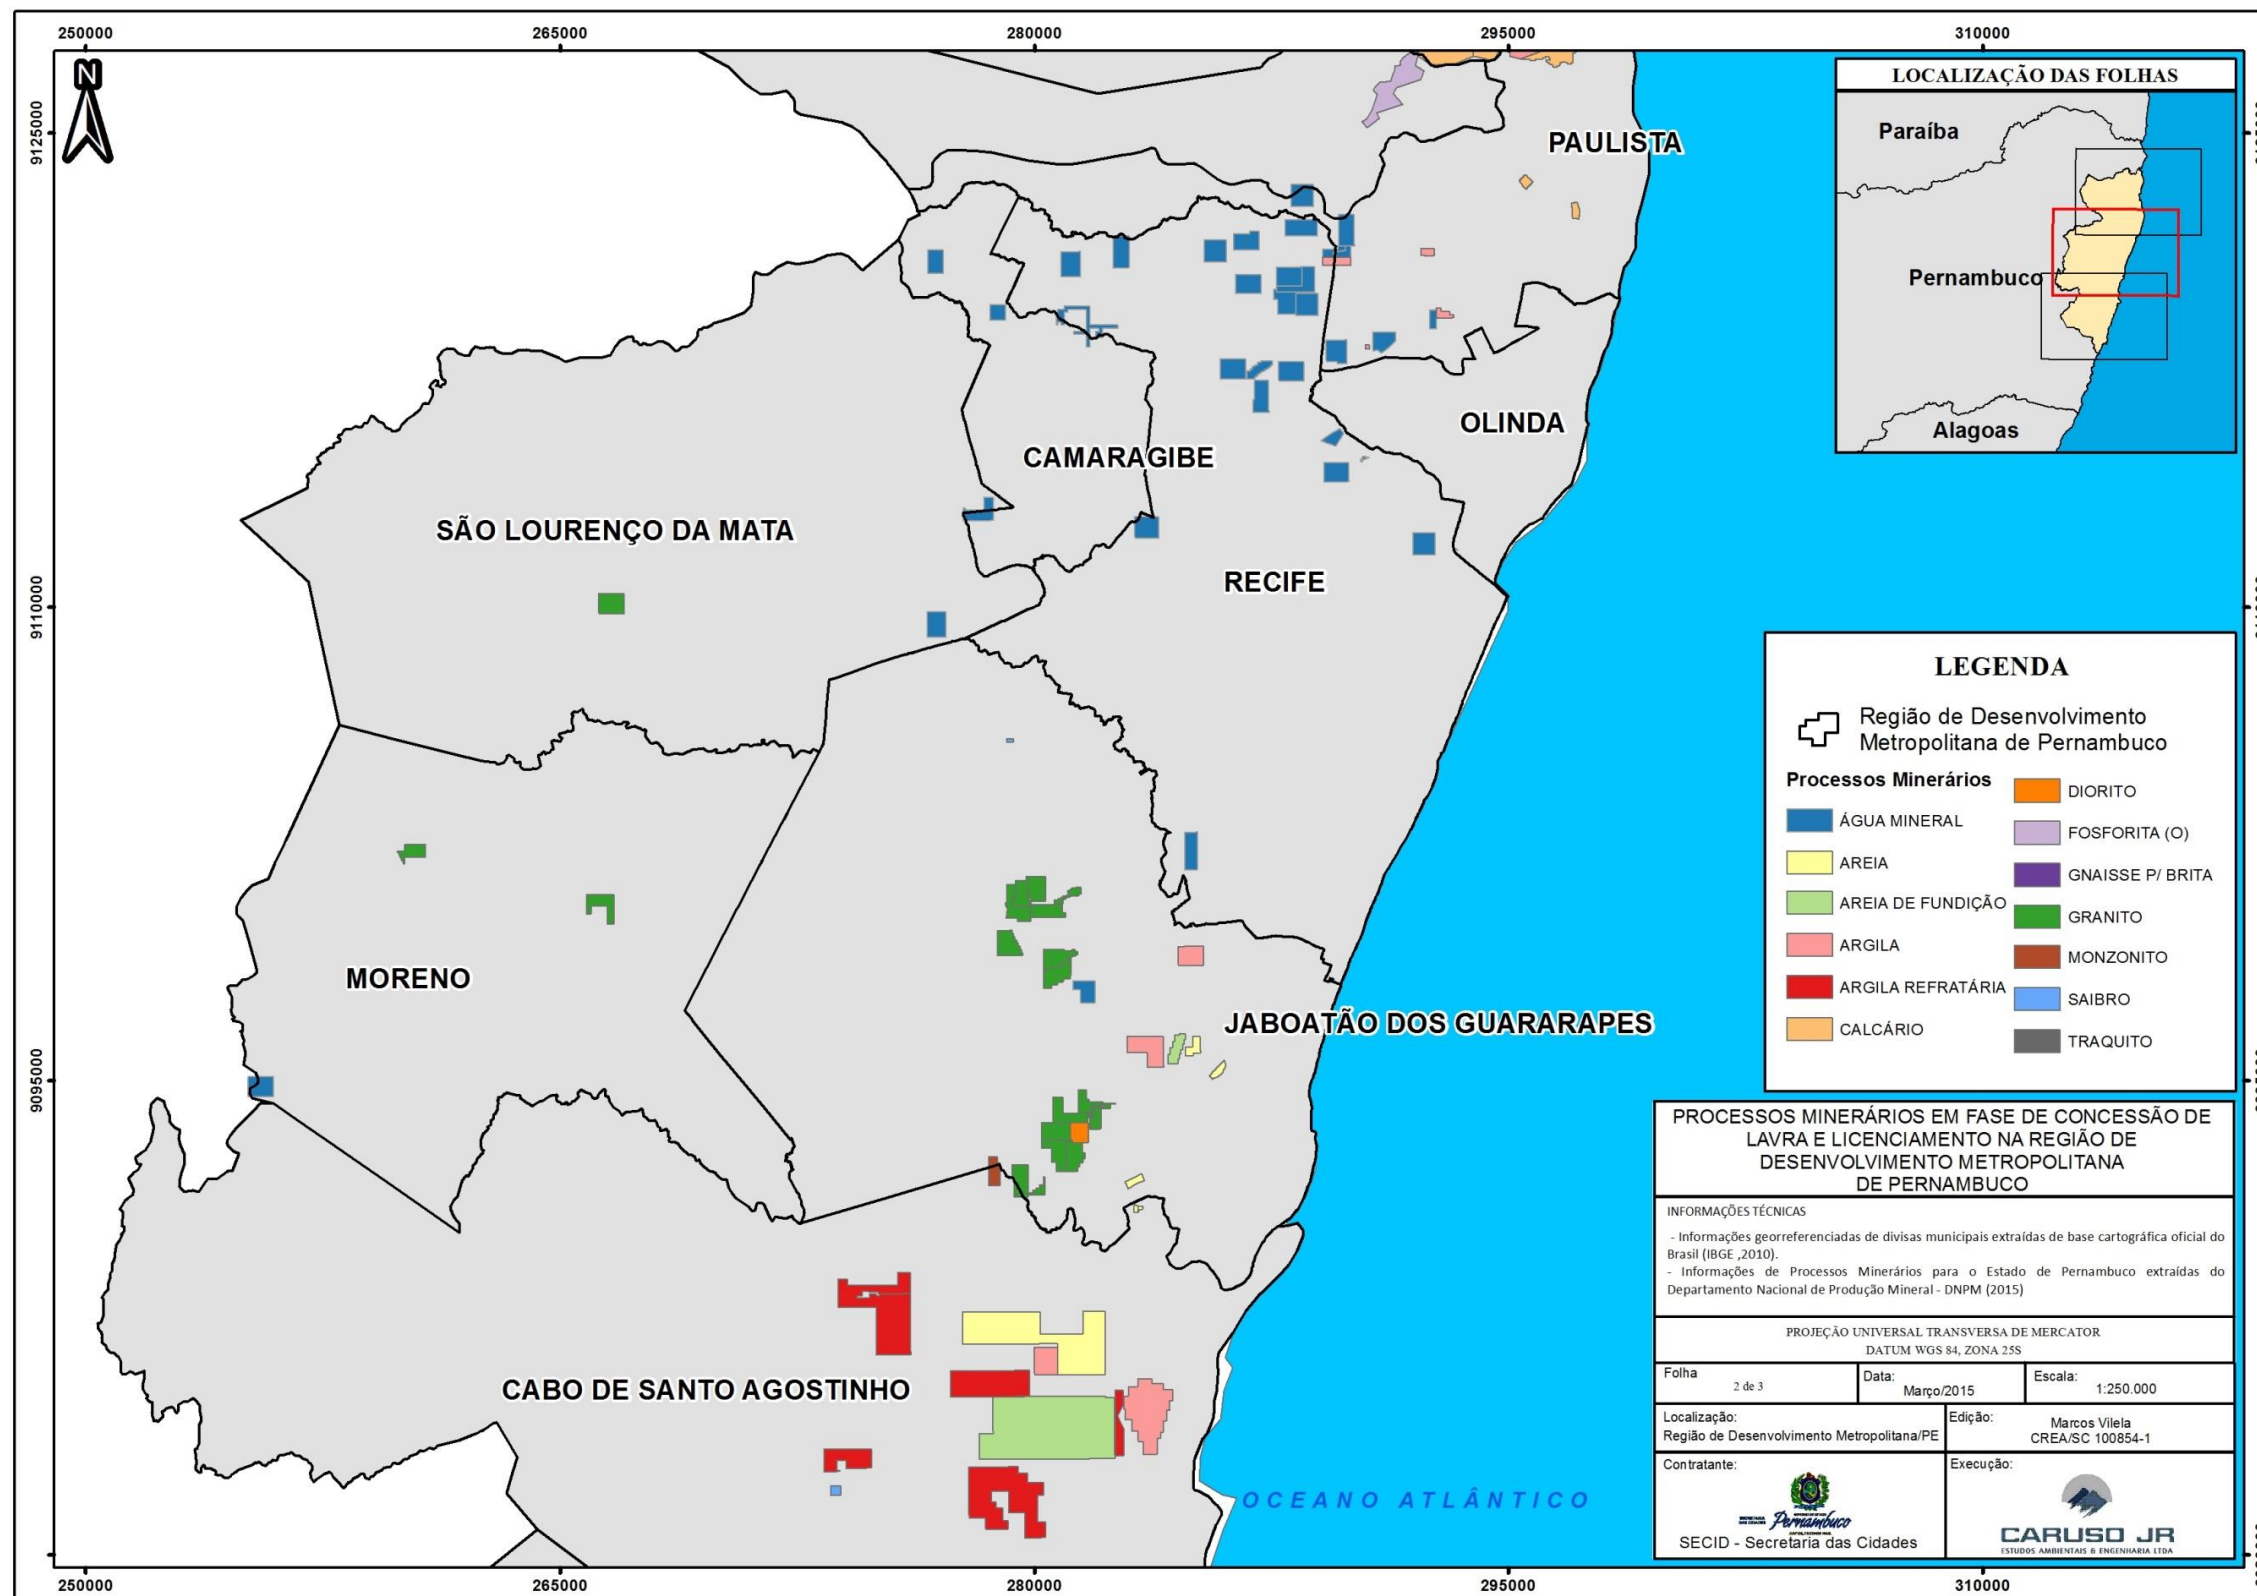 250000
265000
280000
295000
310000
N
9125000
9110000
9095000
PAULISTA
OLINDA
CAMARAGIBE
SÃO LOURENÇO DA MATA
RECIFE
MORENO
JABOATÃO DOS GUARARAPES
CABO DE SANTO AGOSTINHO
OCEANO ATLÂNTICO
250000
265000
280000
295000
310000
LOCALIZAÇÃO DAS FOLHAS
Paraíba
Pernambuco
Alagoas
LEGENDA
Região de Desenvolvimento
Metropolitana de Pernambuco
Processos Minerários
ÁGUA MINERAL
AREIA
AREIA DE FUNDIÇÃO
ARGILA
ARGILA REFRATÁRIA
CALCÁRIO
DIORITO
FOSFORITA (O)
GNAISSE P/ BRITA
GRANITO
MONZONITO
SAIBRO
TRAQUITO
PROCESSOS MINERÁRIOS EM FASE DE CONCESSÃO DE
LAVRA E LICENCIAMENTO NA REGIÃO DE
DESENVOLVIMENTO METROPOLITANA
DE PERNAMBUCO
INFORMAÇÕES TÉCNICAS
- Informações georreferenciadas de divisas municipais extraídas de base cartográfica oficial do
Brasil (IBGE ,2010).
- Informações de Processos Minerários para o Estado de Pernambuco extraídas do
Departamento Nacional de Produção Mineral - DNPM (2015)
PROJEÇÃO UNIVERSAL TRANSVERSA DE MERCATOR
DATUM WGS 84, ZONA 25S
Folha
2 de 3
Data:
Março/2015
Escala:
1:250.000
Localização:
Região de Desenvolvimento Metropolitana/PE
Edição:
Marcos Vilela
CREA/SC 100854-1
Contratante:
Pernambuco
SECID - Secretaria das Cidades
Execução:
CARUSO JR
ESTUDOS AMBIENTAIS & ENGENHARIA LTDA